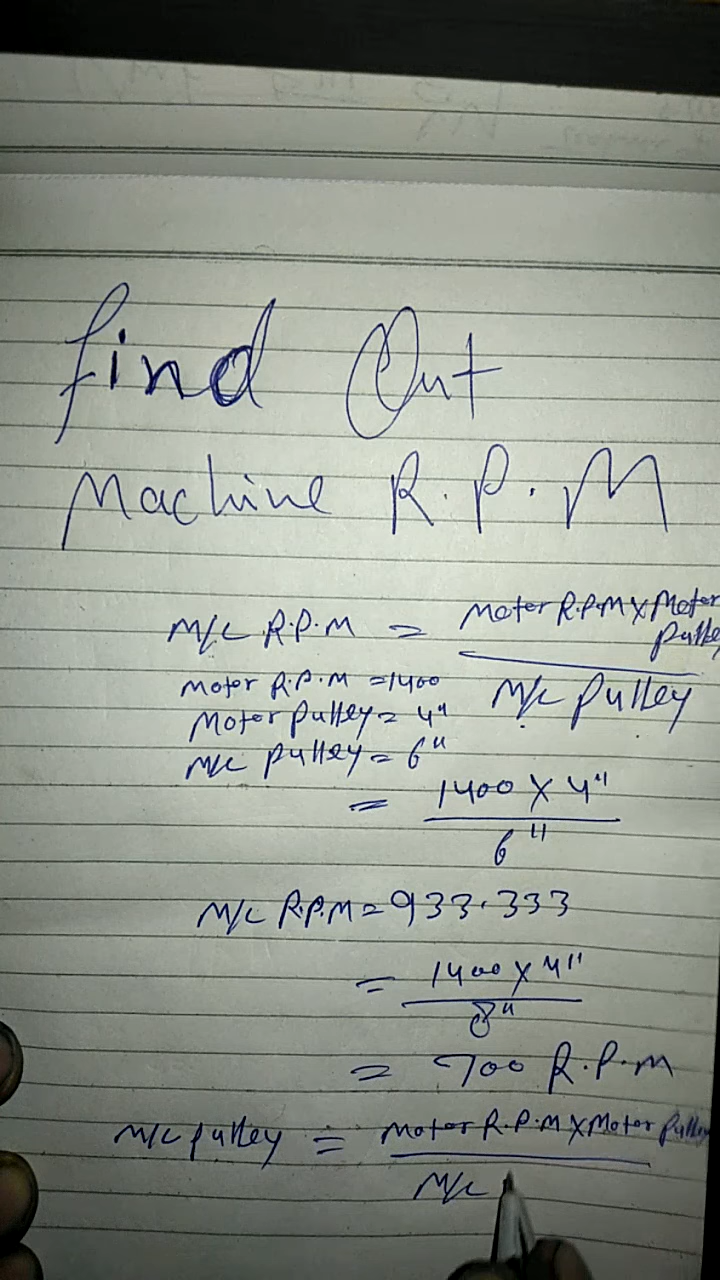 find Out
Machine R.P.M
M/C R.P.M = Motor R.P.M X Motor pulley
M/C Pulley
Motor R.P.M = 1400
Motor Pulley = 4"
M/C pulley = 6"
= 1400 X 4"
6"
M/C R.P.M = 933.333
= 1400 X 4"
8"
= 700 R.P.M
M/C pulley = Motor R.P.M X Motor Pulley
M/C